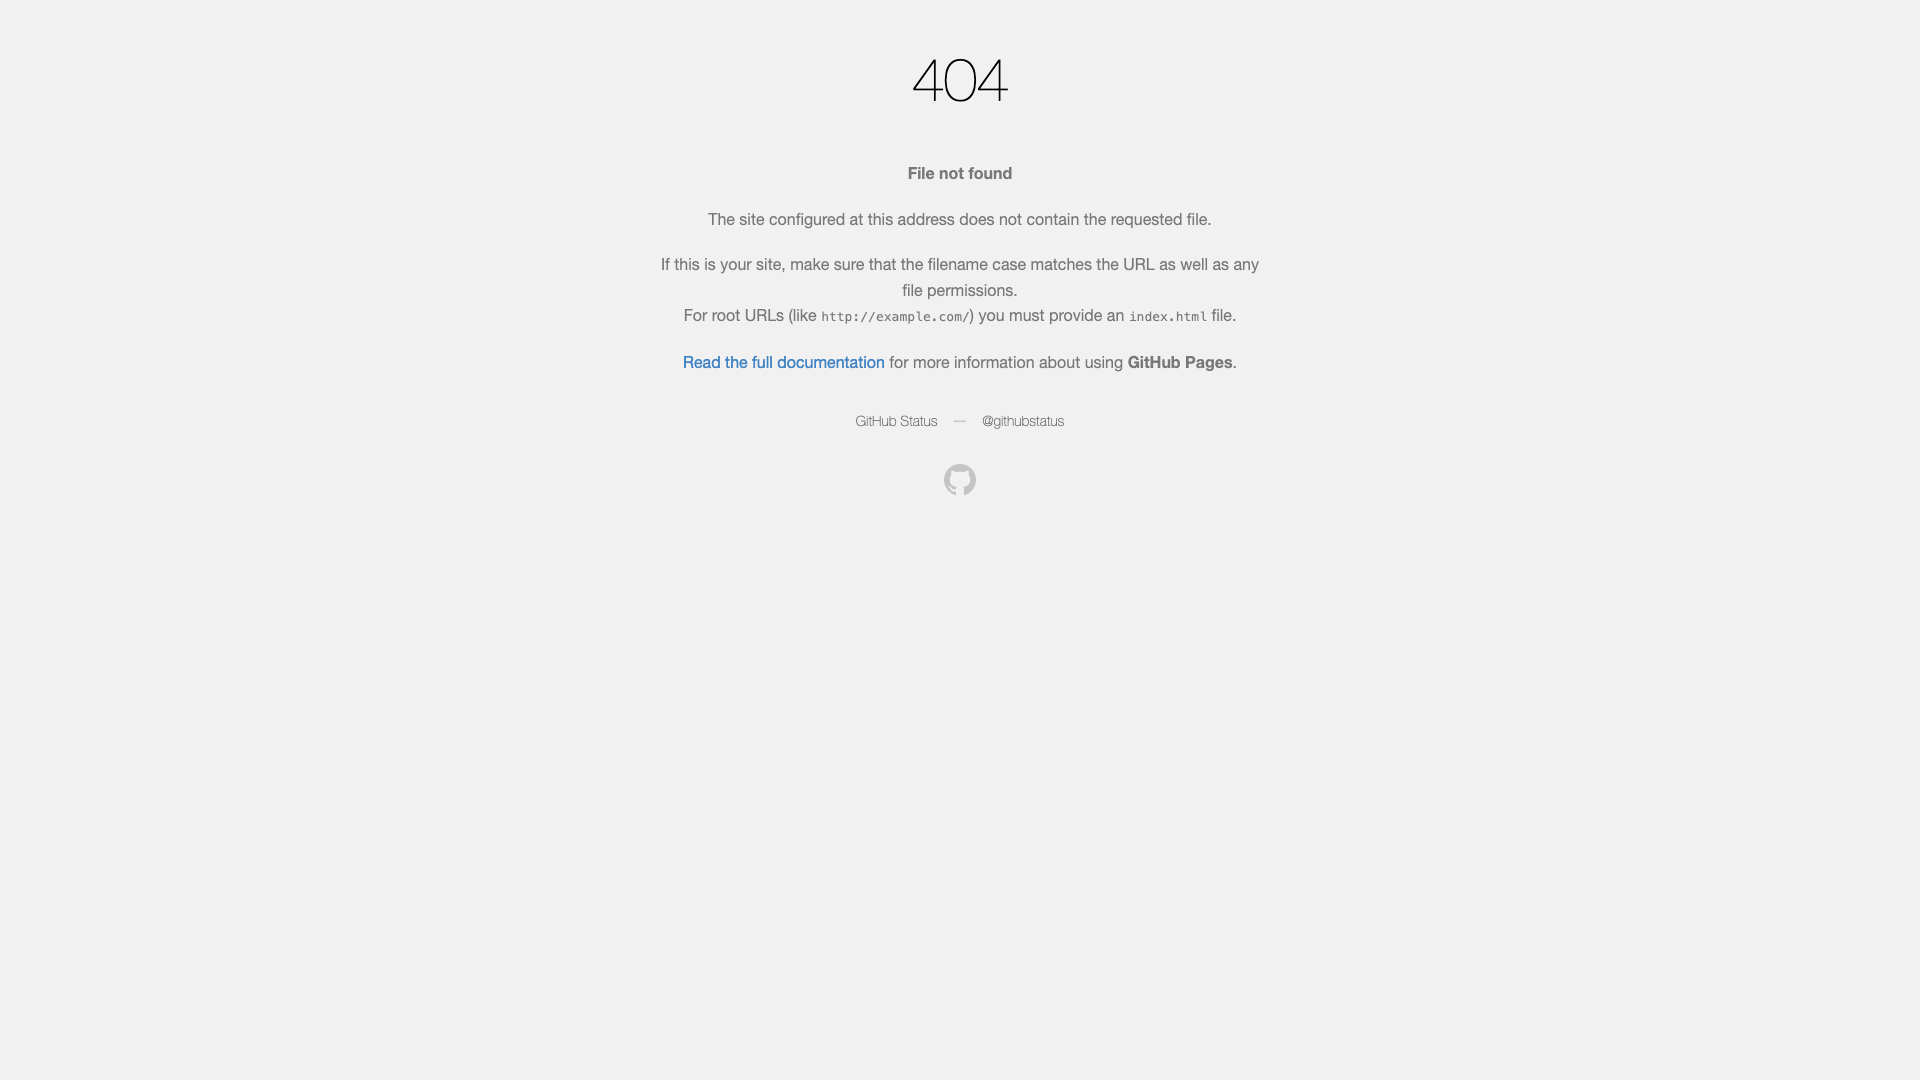 404
File not found
The site configured at this address does not contain the requested file.
If this is your site, make sure that the filename case matches the URL as well as any
file permissions.
For root URLs (like http://example.com/) you must provide an index.html file.
Read the full documentation for more information about using GitHub Pages.
GitHub Status — @githubstatus